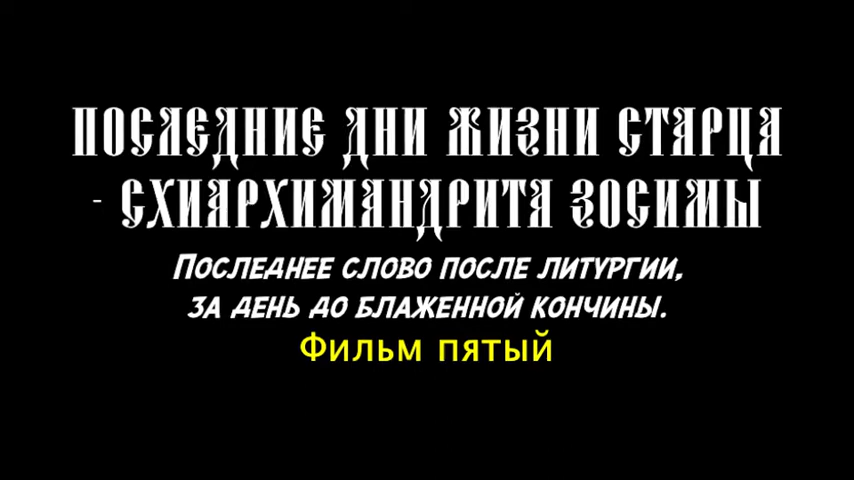 ПОСЛЕДНИЕ ДНИ ЖИЗНИ СТАРЦА
- СХИАРХИМАНДРИТА ЗОСИМЫ
ПОСЛЕДНЕЕ СЛОВО ПОСЛЕ ЛИТУРГИИ,
ЗА ДЕНЬ ДО БЛАЖЕННОЙ КОНЧИНЫ.
Фильм пятый